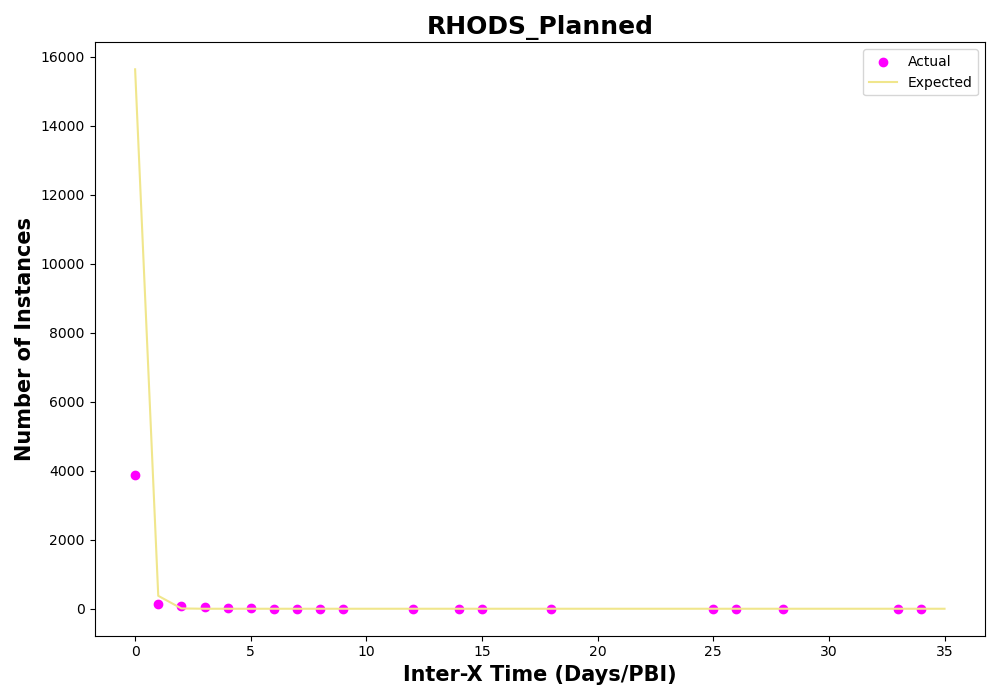 RHODS_Planned
Actual
Expected
16000
14000
12000
10000
8000
6000
4000
2000
0
Number of Instances
0 5 10 15 20 25 30 35
Inter-X Time (Days/PBI)